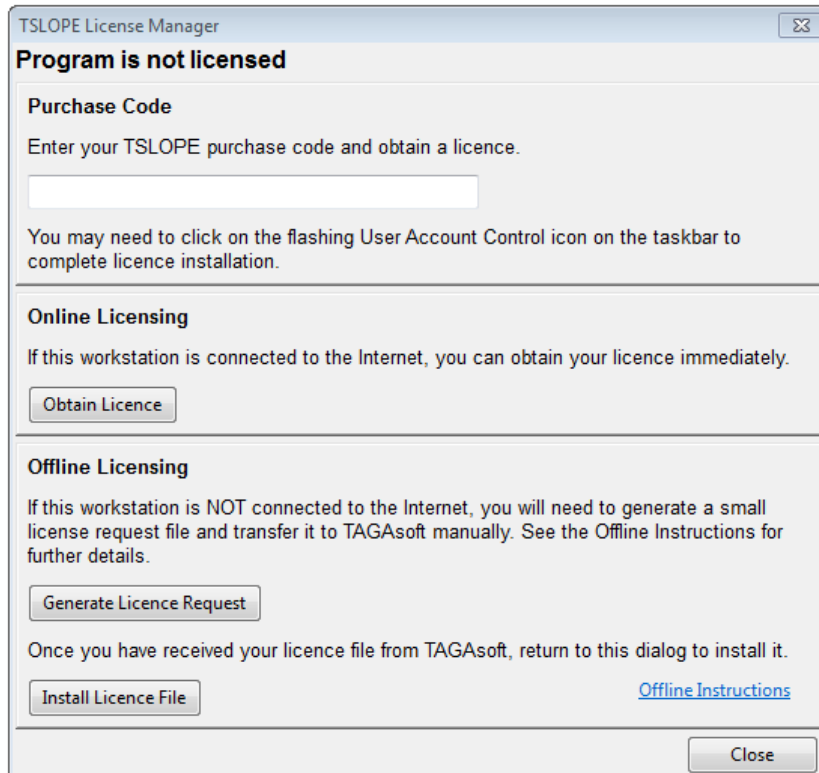 TSLOPE License Manager
Program is not licensed
Purchase Code
Enter your TSLOPE purchase code and obtain a licence.
You may need to click on the flashing User Account Control icon on the taskbar to
complete licence installation.
Online Licensing
If this workstation is connected to the Internet, you can obtain your licence immediately.
Obtain Licence
Offline Licensing
If this workstation is NOT connected to the Internet, you will need to generate a small
license request file and transfer it to TAGAsoft manually. See the Offline Instructions for
further details.
Generate Licence Request
Once you have received your licence file from TAGAsoft, return to this dialog to install it.
Install Licence File
Offline Instructions
Close